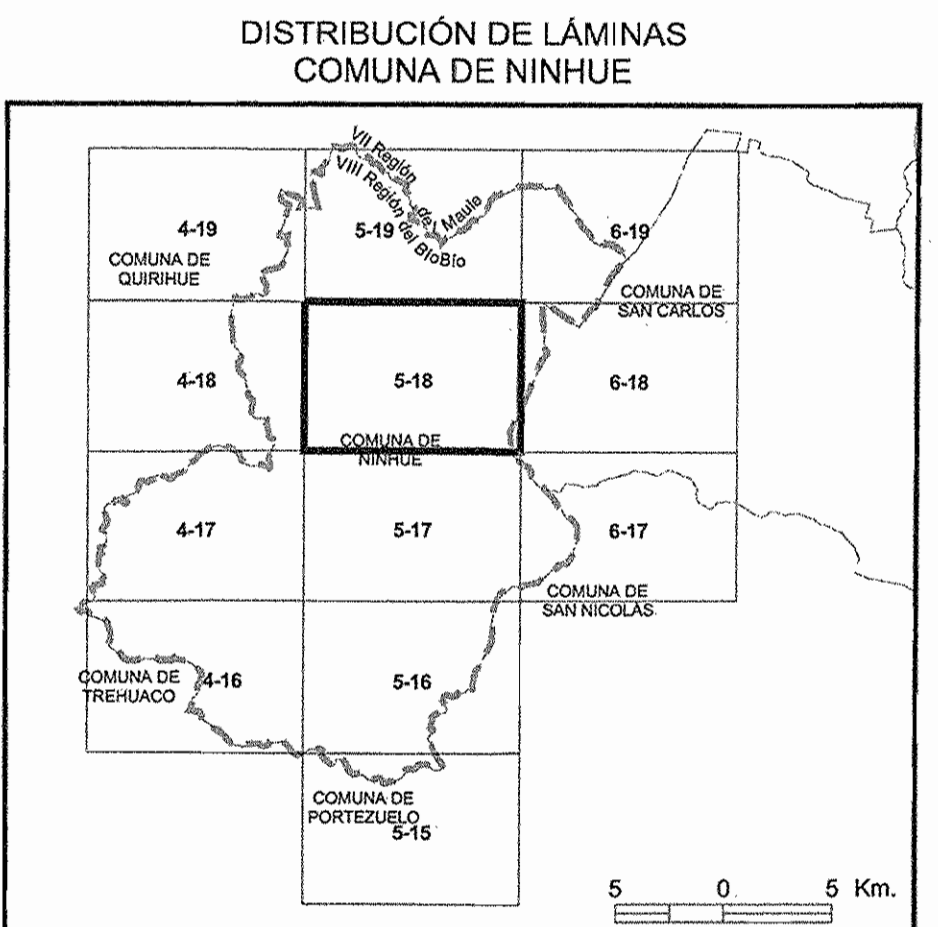 DISTRIBUCIÓN DE LÁMINAS
COMUNA DE NINHUE
VII Región del Maule
VIII Región del BíoBío
4-19
5-19
6-19
COMUNA DE
QUIRIHUE
COMUNA DE
SAN CARLOS
4-18
5-18
6-18
COMUNA DE
NINHUE
4-17
5-17
6-17
COMUNA DE
SAN NICOLÁS
COMUNA DE
TREHUACO
4-16
5-16
COMUNA DE
PORTEZUELO
5-15
5 0 5 Km.